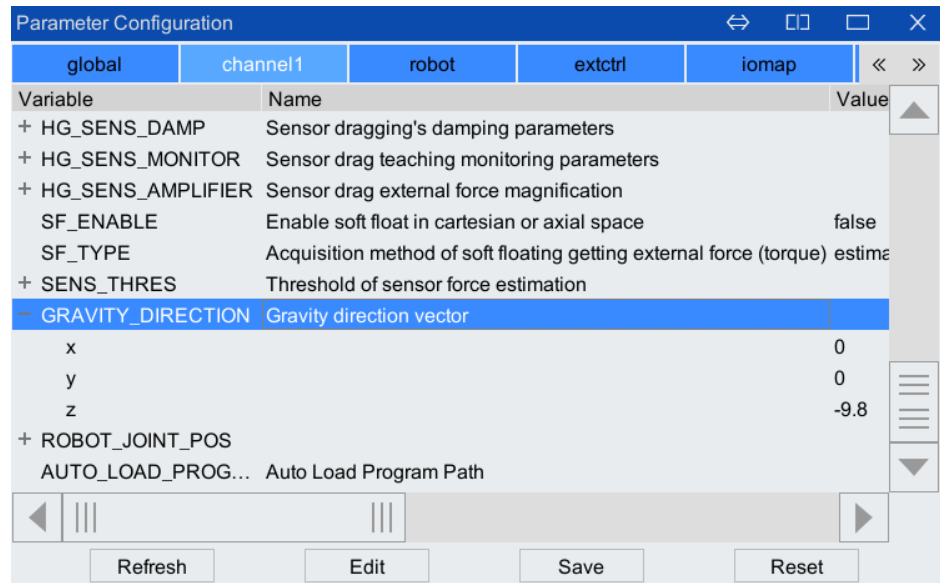 Parameter Configuration
global channel1 robot extctrl iomap « »
Variable Name Value
+ HG_SENS_DAMP Sensor dragging's damping parameters
+ HG_SENS_MONITOR Sensor drag teaching monitoring parameters
+ HG_SENS_AMPLIFIER Sensor drag external force magnification
SF_ENABLE Enable soft float in cartesian or axial space false
SF_TYPE Acquisition method of soft floating getting external force (torque) estima
+ SENS_THRES Threshold of sensor force estimation
− GRAVITY_DIRECTION Gravity direction vector
x 0
y 0
z -9.8
+ ROBOT_JOINT_POS
AUTO_LOAD_PROG... Auto Load Program Path
Refresh Edit Save Reset